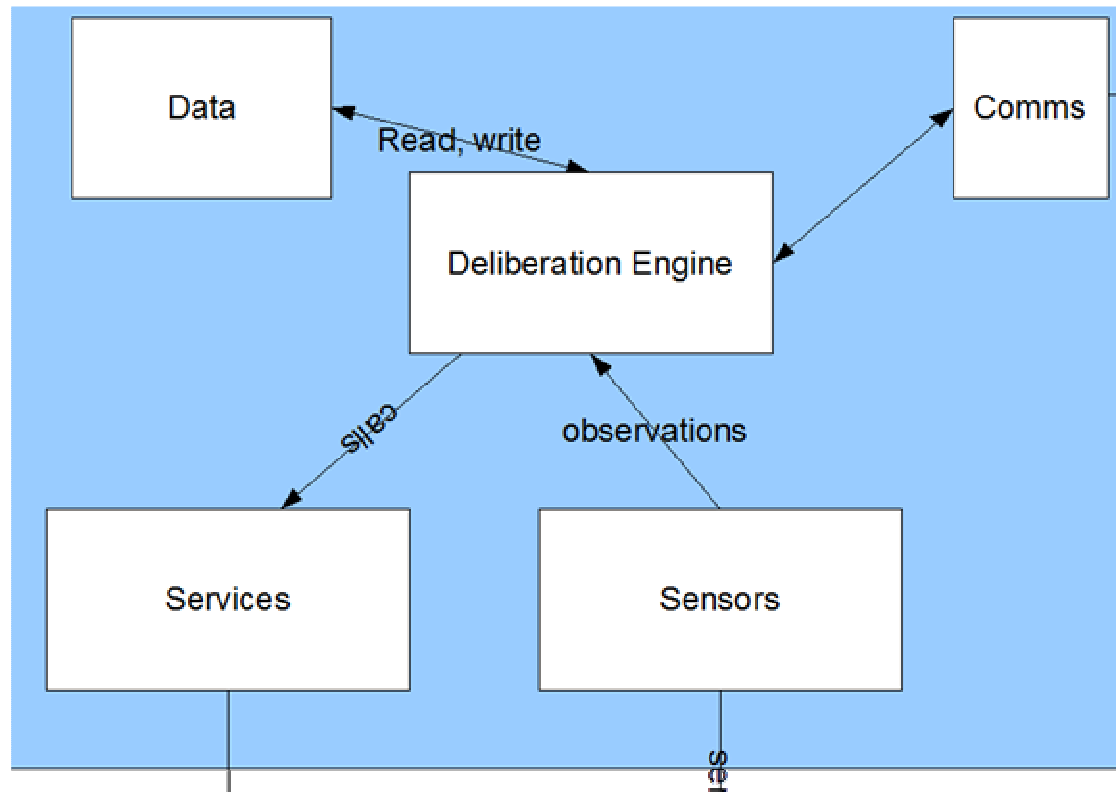 Data
Comms
Read, write
Deliberation Engine
calls
observations
Services
Sensors